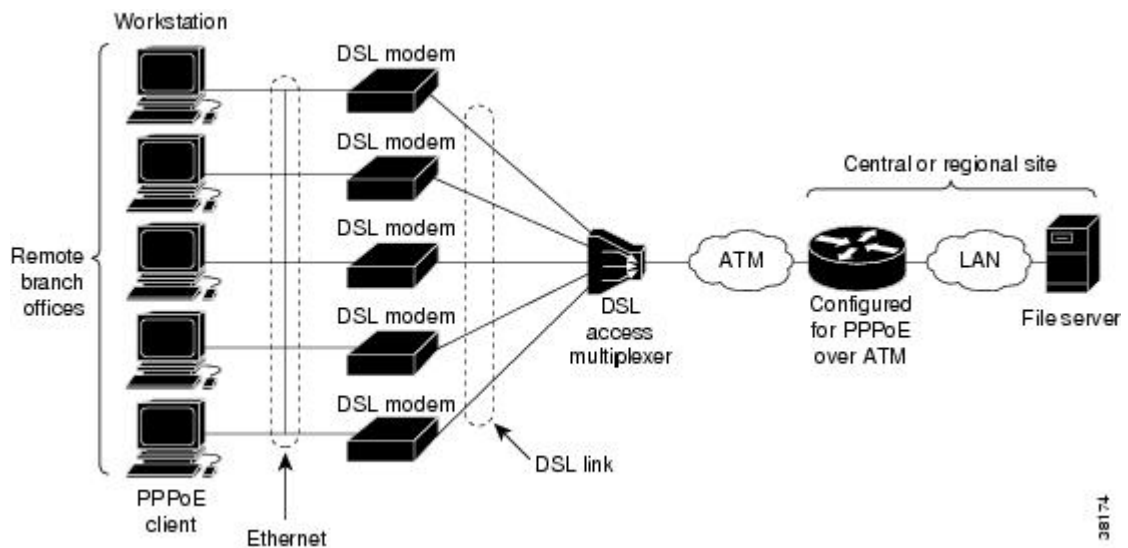 Workstation
DSL modem
DSL modem
DSL modem
DSL modem
DSL modem
Remote
branch
offices
PPPoE
client
Ethernet
DSL link
DSL
access
multiplexer
ATM
Central or regional site
Configured
for PPPoE
over ATM
LAN
File server
38174